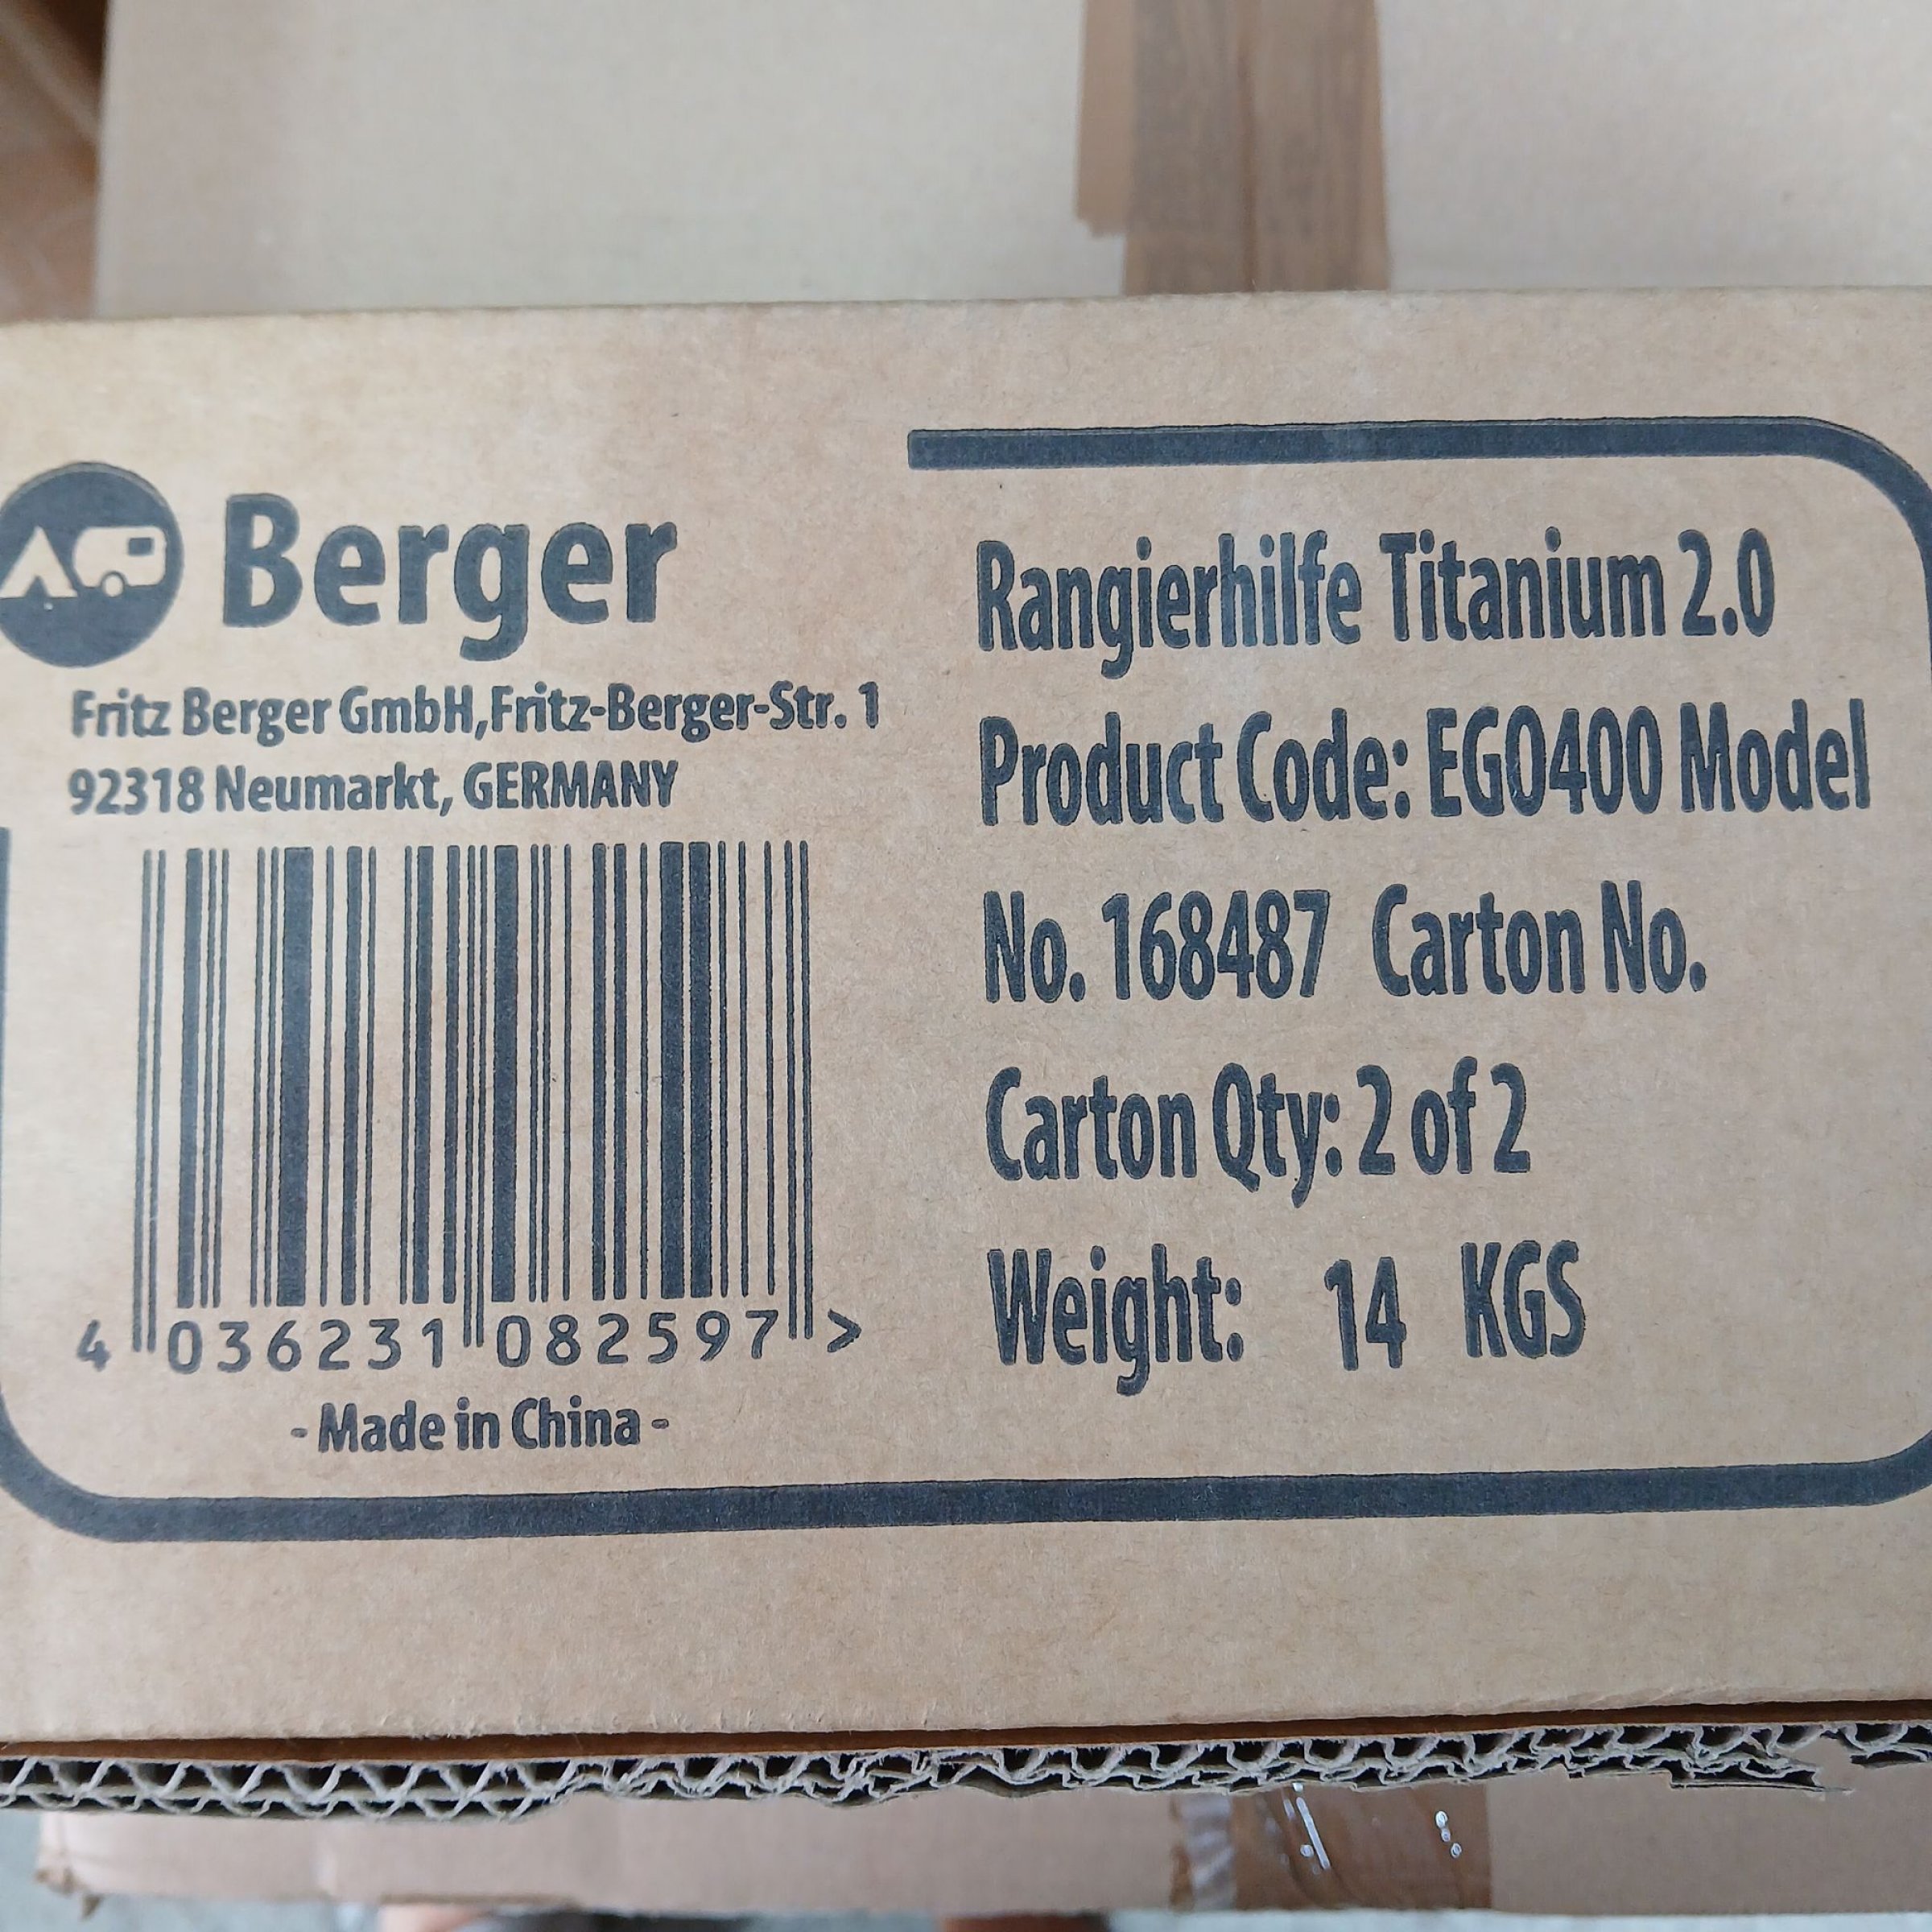 Berger
Fritz Berger GmbH,Fritz-Berger-Str. 1
92318 Neumarkt, GERMANY
4 036231 082597 >
- Made in China -
Rangierhilfe Titanium 2.0
Product Code: EGO400 Model
No. 168487 Carton No.
Carton Qty: 2 of 2
Weight: 14 KGS